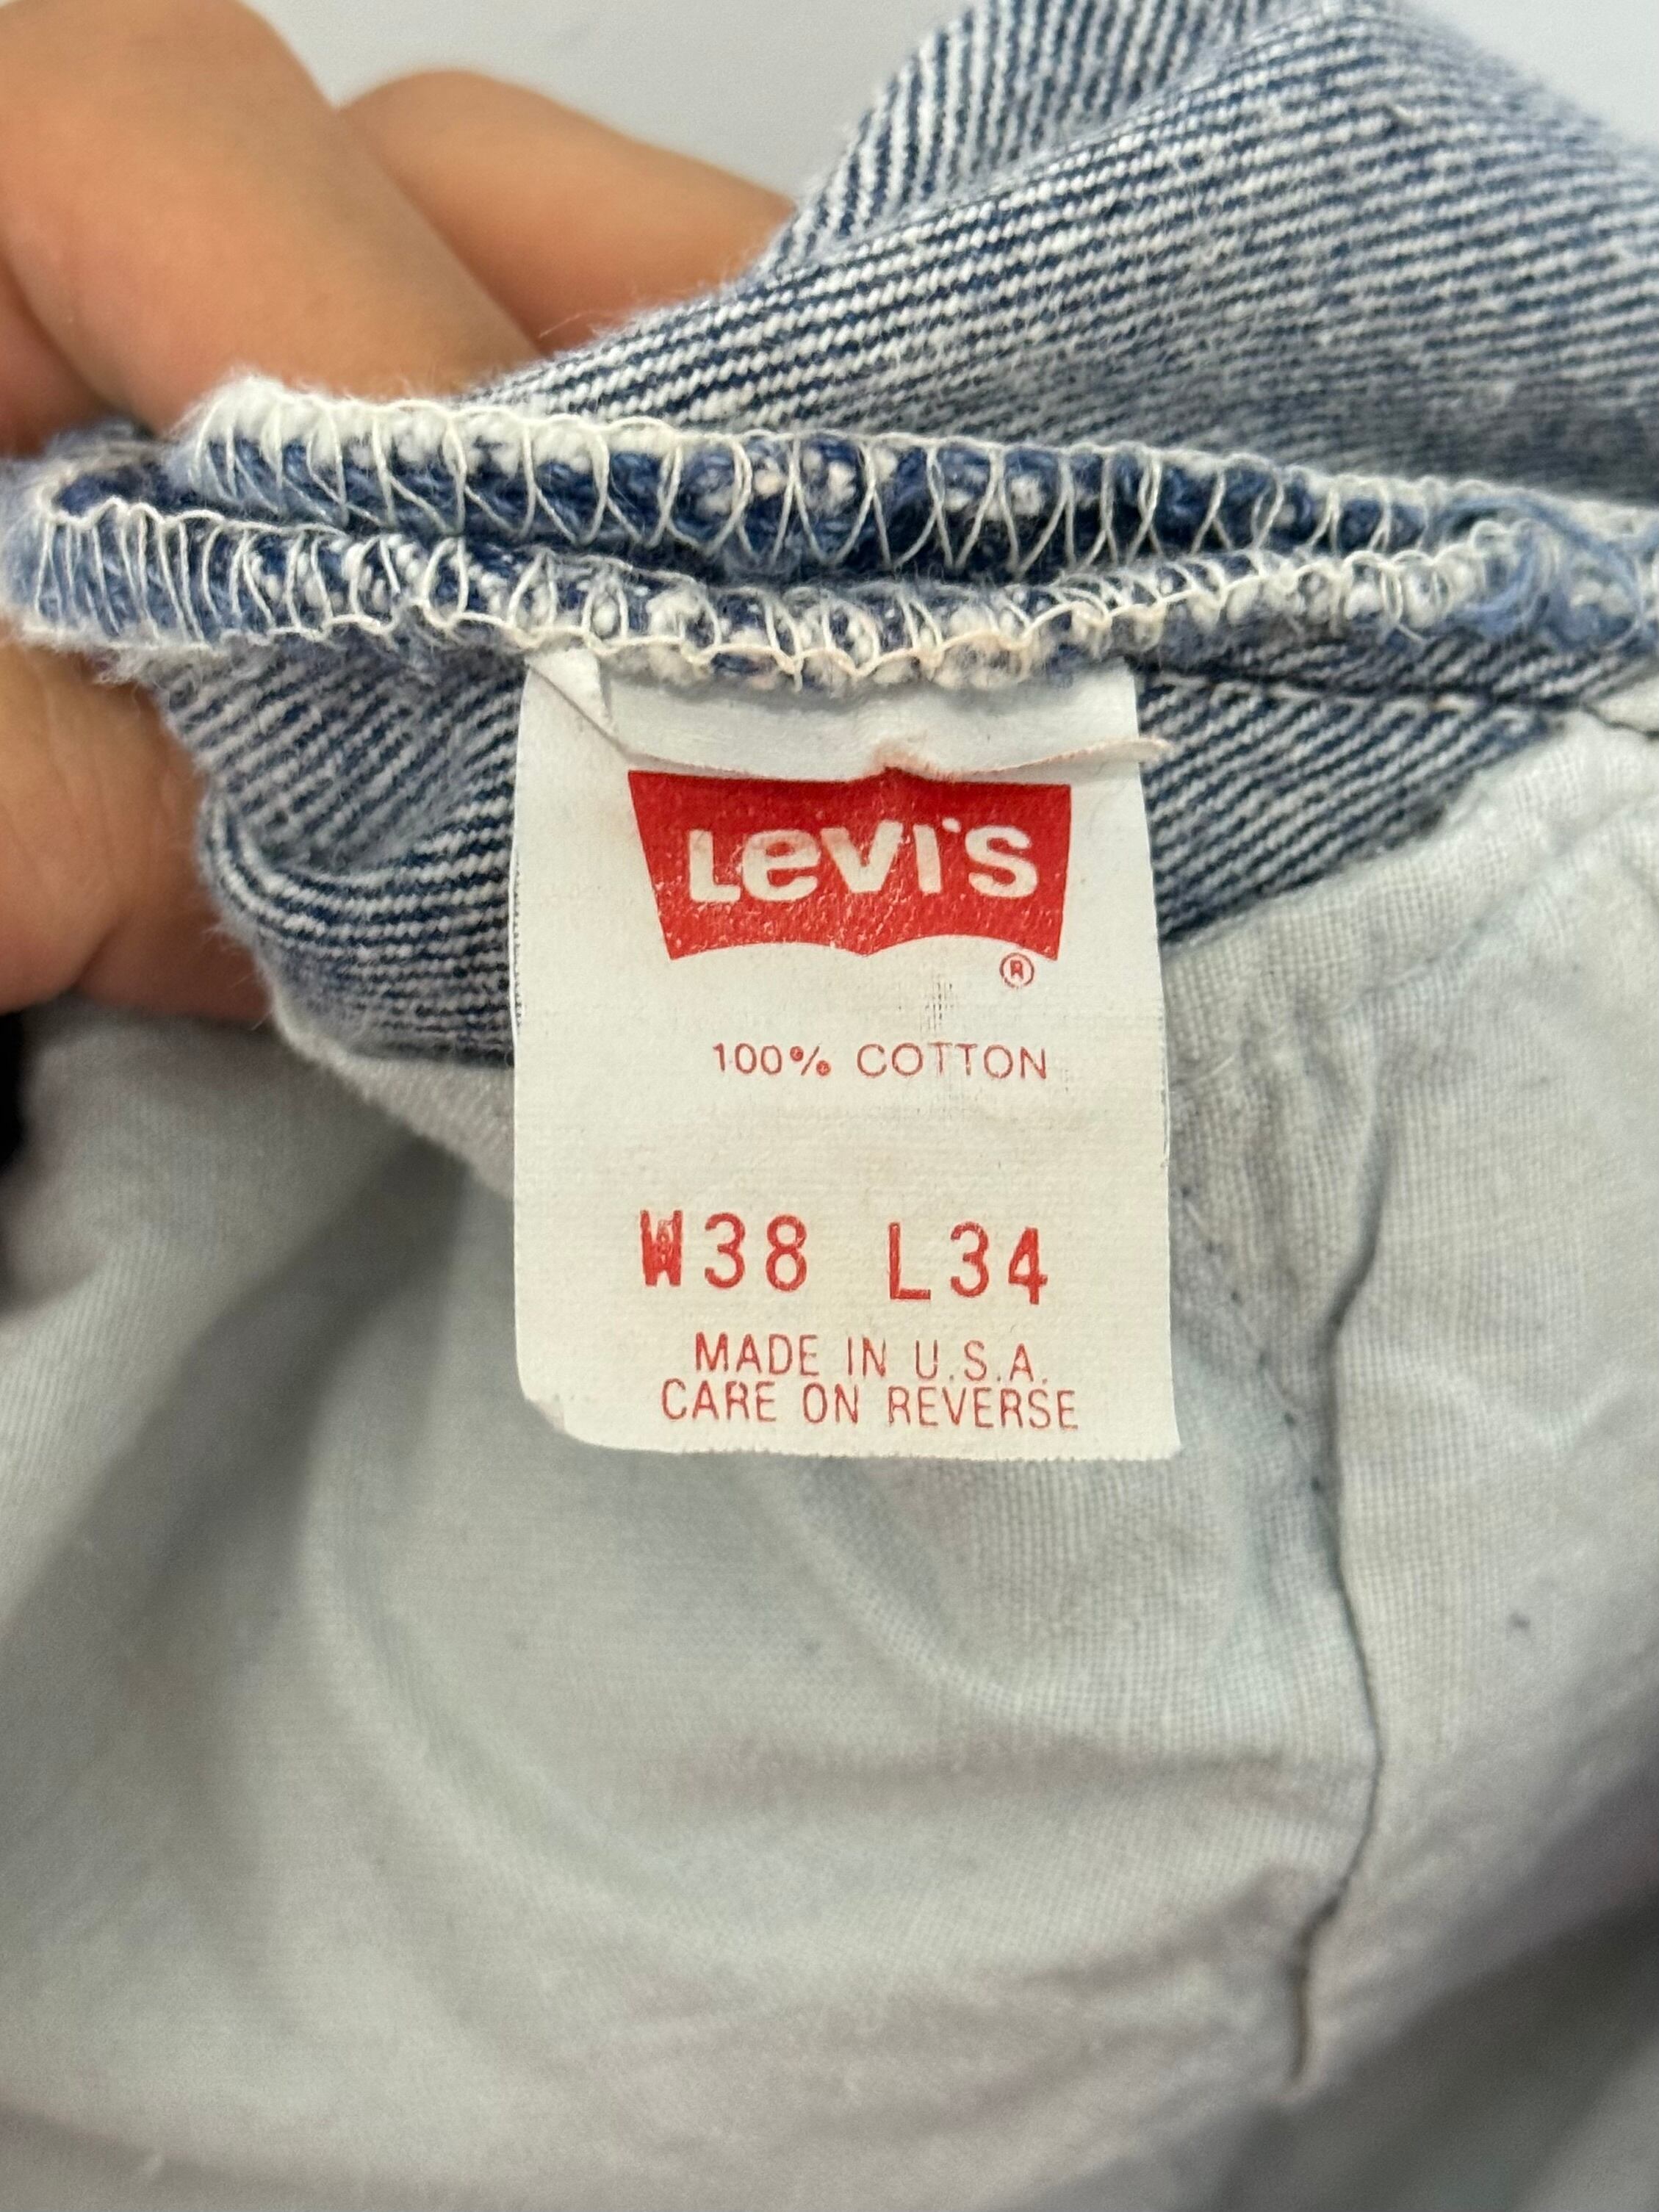 Levi's
®
100% COTTON
W38 L34
MADE IN U.S.A.
CARE ON REVERSE